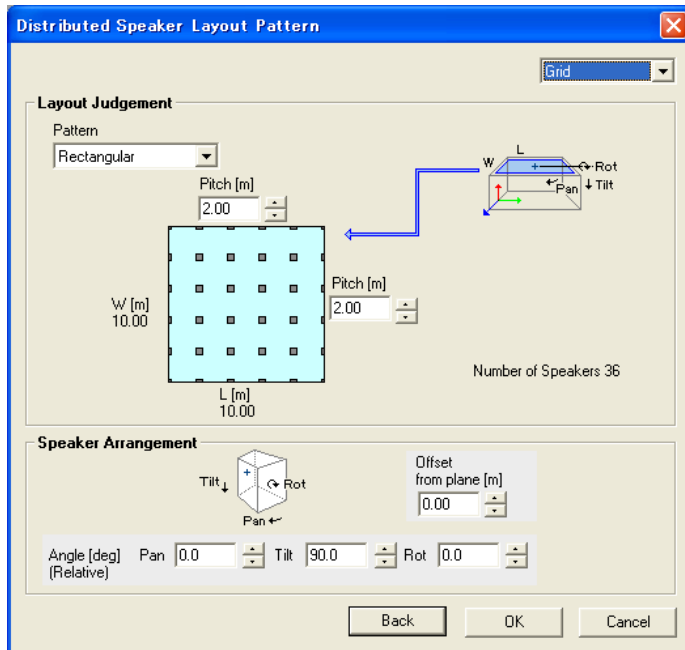 Distributed Speaker Layout Pattern
Grid
Layout Judgement
Pattern
Rectangular
L
W
Rot
Pan
Tilt
Pitch [m]
2.00
Pitch [m]
2.00
W [m]
10.00
L [m]
10.00
Number of Speakers 36
Speaker Arrangement
Tilt
Rot
Pan
Offset
from plane [m]
0.00
Angle [deg] Pan 0.0 Tilt 90.0 Rot 0.0
(Relative)
Back OK Cancel